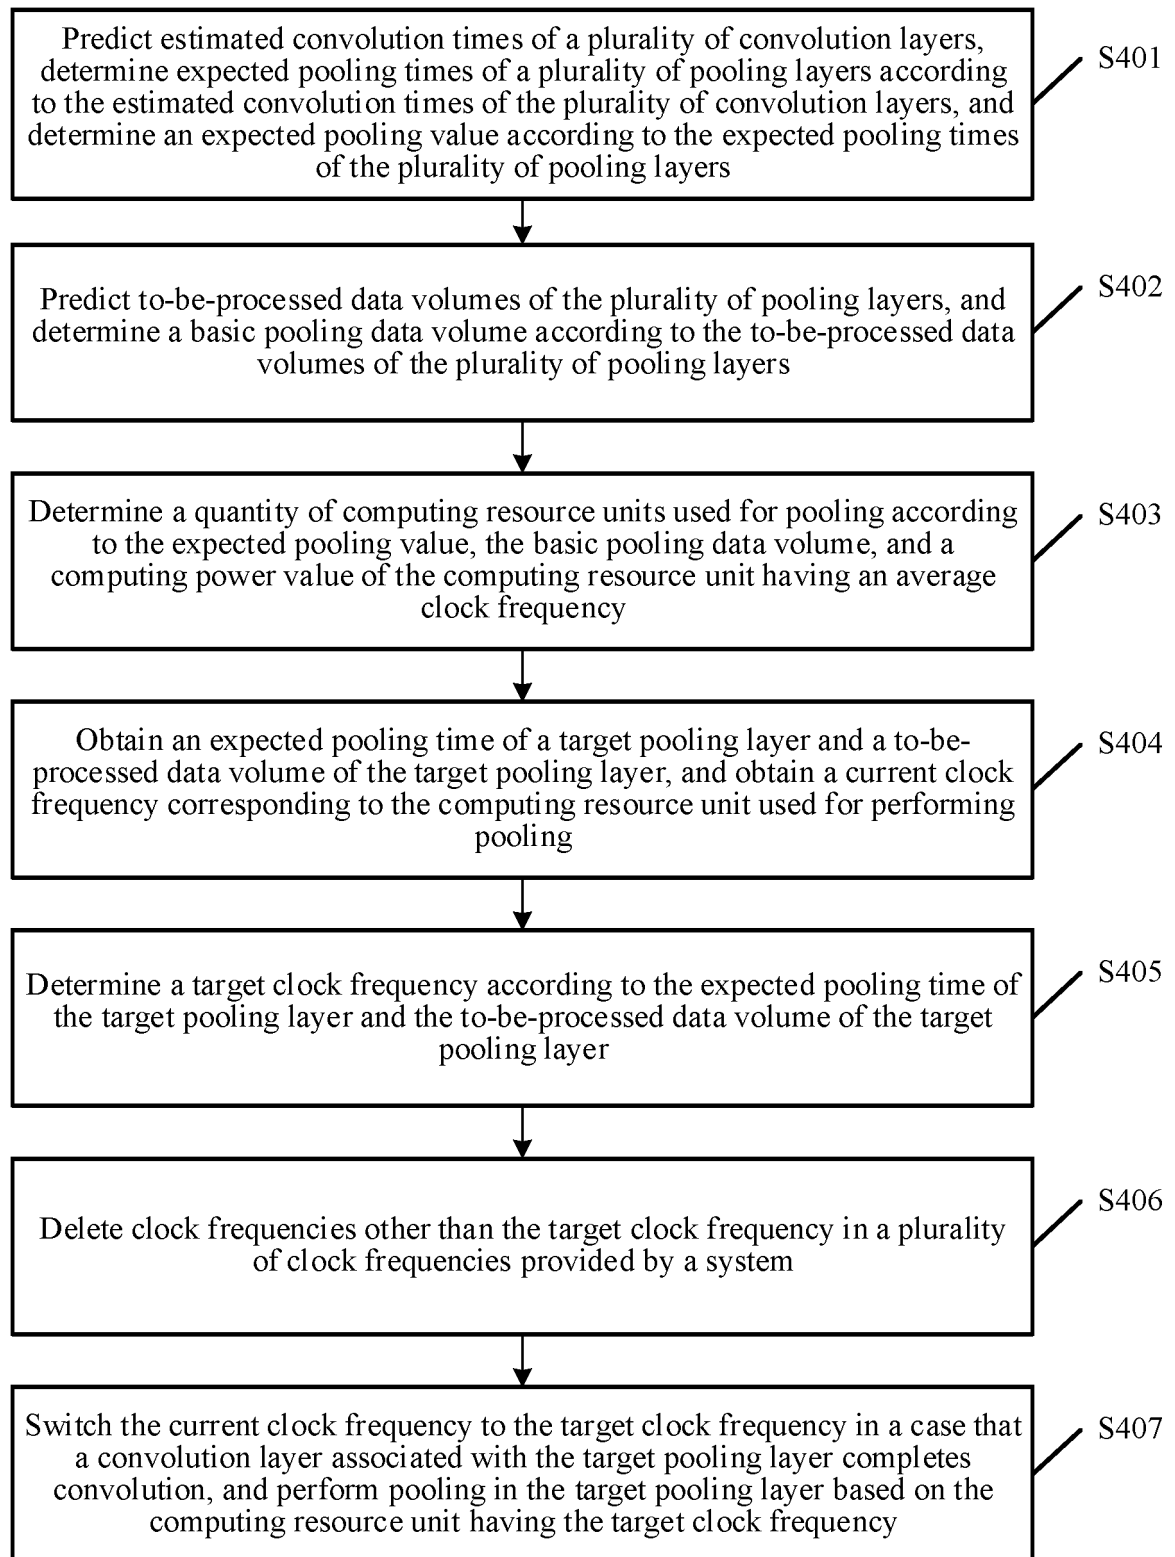 Predict estimated convolution times of a plurality of convolution layers,
determine expected pooling times of a plurality of pooling layers according
to the estimated convolution times of the plurality of convolution layers, and
determine an expected pooling value according to the expected pooling times
of the plurality of pooling layers
S401
Predict to-be-processed data volumes of the plurality of pooling layers, and
determine a basic pooling data volume according to the to-be-processed data
volumes of the plurality of pooling layers
S402
Determine a quantity of computing resource units used for pooling according
to the expected pooling value, the basic pooling data volume, and a
computing power value of the computing resource unit having an average
clock frequency
S403
Obtain an expected pooling time of a target pooling layer and a to-be-
processed data volume of the target pooling layer, and obtain a current clock
frequency corresponding to the computing resource unit used for performing
pooling
S404
Determine a target clock frequency according to the expected pooling time of
the target pooling layer and the to-be-processed data volume of the target
pooling layer
S405
Delete clock frequencies other than the target clock frequency in a plurality
of clock frequencies provided by a system
S406
Switch the current clock frequency to the target clock frequency in a case that
a convolution layer associated with the target pooling layer completes
convolution, and perform pooling in the target pooling layer based on the
computing resource unit having the target clock frequency
S407